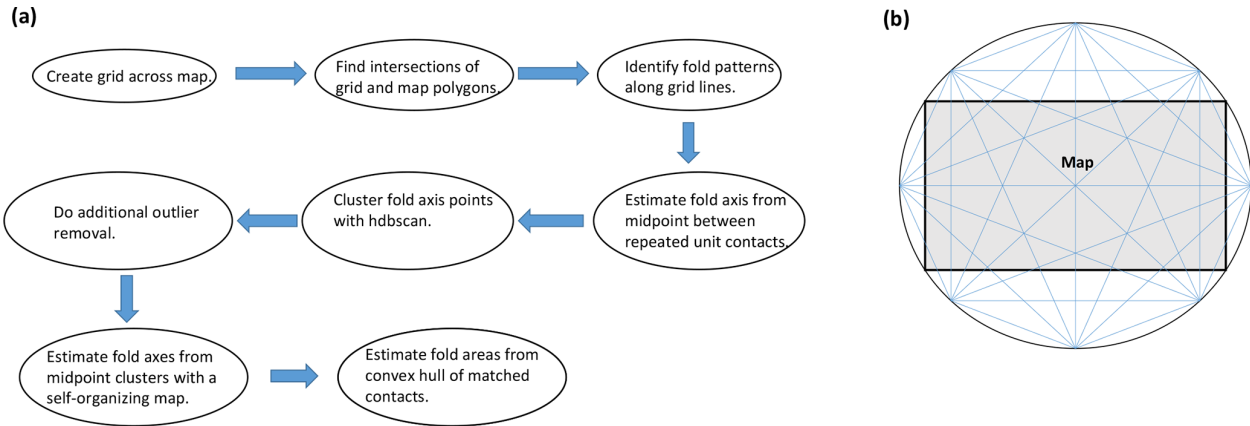 (a)
Create grid across map.
Find intersections of
grid and map polygons.
Identify fold patterns
along grid lines.
Estimate fold axis from
midpoint between
repeated unit contacts.
Cluster fold axis points
with hdbscan.
Do additional outlier
removal.
Estimate fold axes from
midpoint clusters with a
self-organizing map.
Estimate fold areas from
convex hull of matched
contacts.
(b)
Map